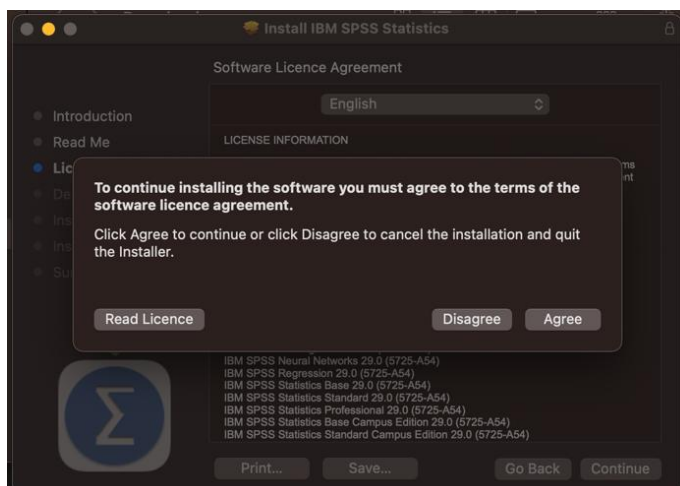 Install IBM SPSS Statistics
Software Licence Agreement
English
Introduction
Read Me
LICENSE INFORMATION
Lic
To continue installing the software you must agree to the terms of the
software licence agreement.
Click Agree to continue or click Disagree to cancel the installation and quit
the Installer.
Read Licence
Disagree
Agree
IBM SPSS Neural Networks 29.0 (5725-A54)
IBM SPSS Regression 29.0 (5725-A54)
IBM SPSS Statistics Base 29.0 (5725-A54)
IBM SPSS Statistics Standard 29.0 (5725-A54)
IBM SPSS Statistics Professional 29.0 (5725-A54)
IBM SPSS Statistics Base Campus Edition 29.0 (5725-A54)
IBM SPSS Statistics Standard Campus Edition 29.0 (5725-A54)
Print...
Save...
Go Back
Continue